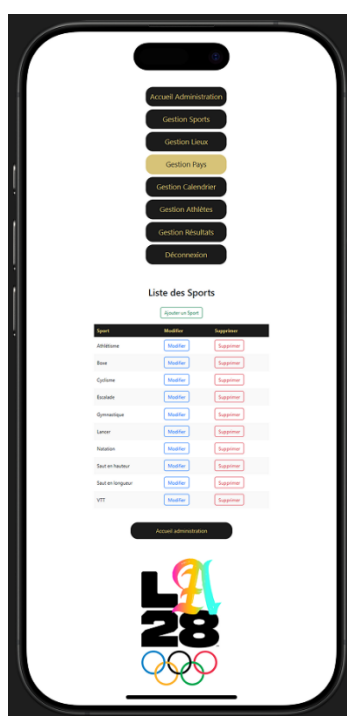 Accueil Administration
Gestion Sports
Gestion Lieux
Gestion Pays
Gestion Calendrier
Gestion Athlètes
Gestion Résultats
Déconnexion
Liste des Sports
Ajouter un Sport
Sport Modifier Supprimer
Athlétisme Modifier Supprimer
Boxe Modifier Supprimer
Cyclisme Modifier Supprimer
Escalade Modifier Supprimer
Gymnastique Modifier Supprimer
Lancer Modifier Supprimer
Natation Modifier Supprimer
Saut en hauteur Modifier Supprimer
Saut en longueur Modifier Supprimer
VTT Modifier Supprimer
Accueil administration
LA
28